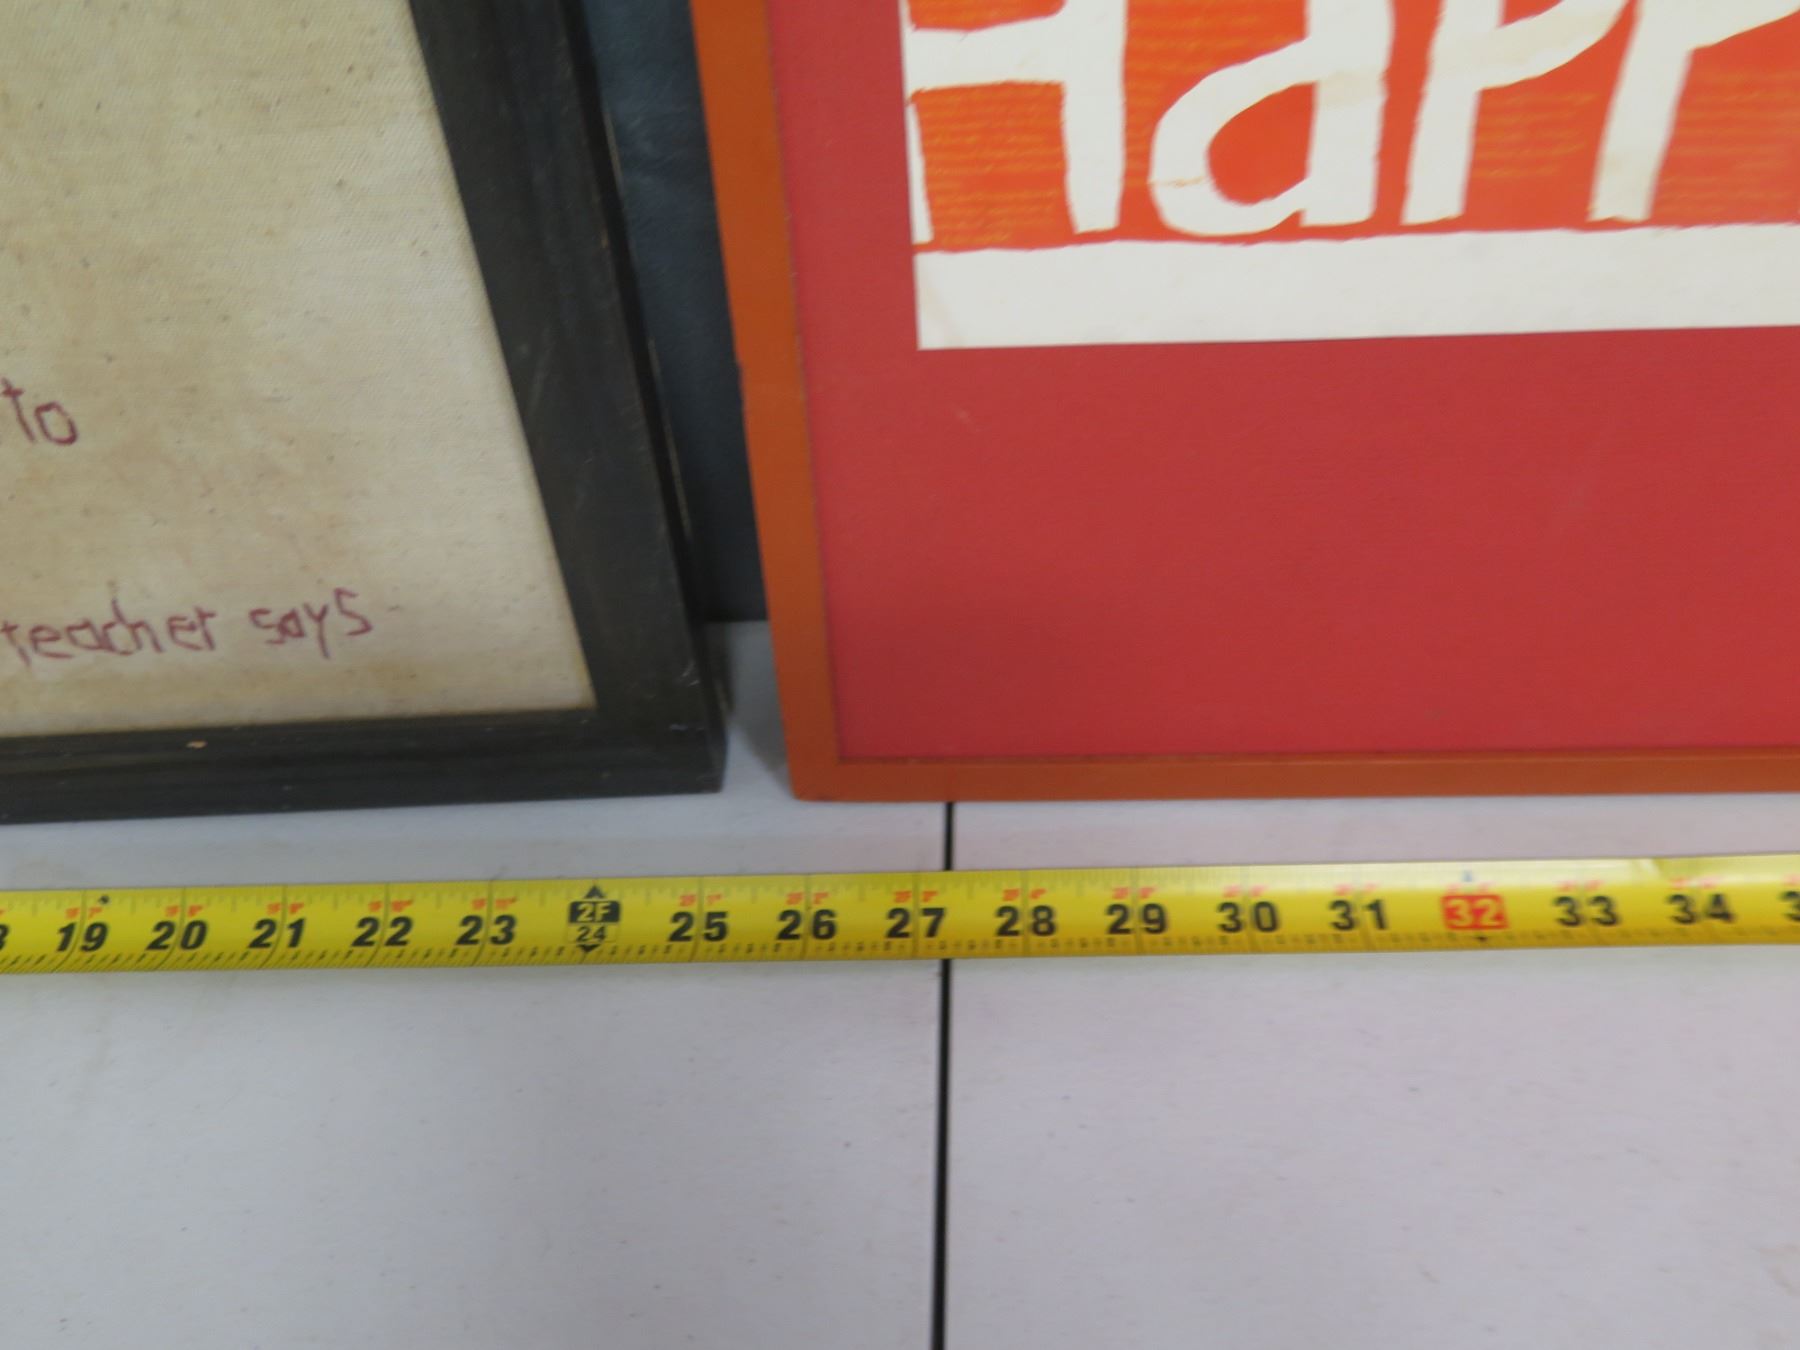 to
teacher says
Happ
19 20 21 22 23 2F 24 25 26 27 28 29 30 31 32 33 34